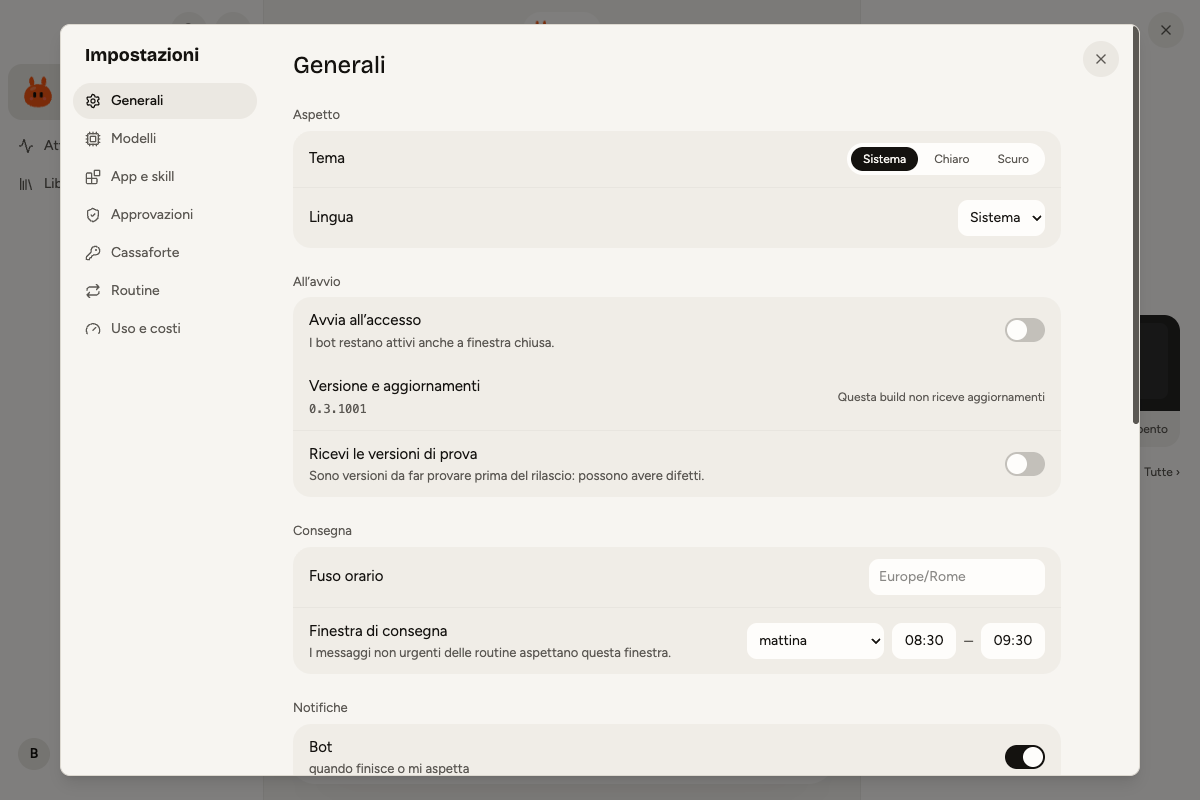 Impostazioni
Generali
Modelli
App e skill
Approvazioni
Cassaforte
Routine
Uso e costi
Generali
Aspetto
Tema
Sistema
Chiaro
Scuro
Lingua
Sistema
All’avvio
Avvia all’accesso
I bot restano attivi anche a finestra chiusa.
Versione e aggiornamenti
0.3.1001
Questa build non riceve aggiornamenti
Ricevi le versioni di prova
Sono versioni da far provare prima del rilascio: possono avere difetti.
Consegna
Fuso orario
Europe/Rome
Finestra di consegna
I messaggi non urgenti delle routine aspettano questa finestra.
mattina
08:30
–
09:30
Notifiche
Bot
quando finisce o mi aspetta
Tutte ›
B